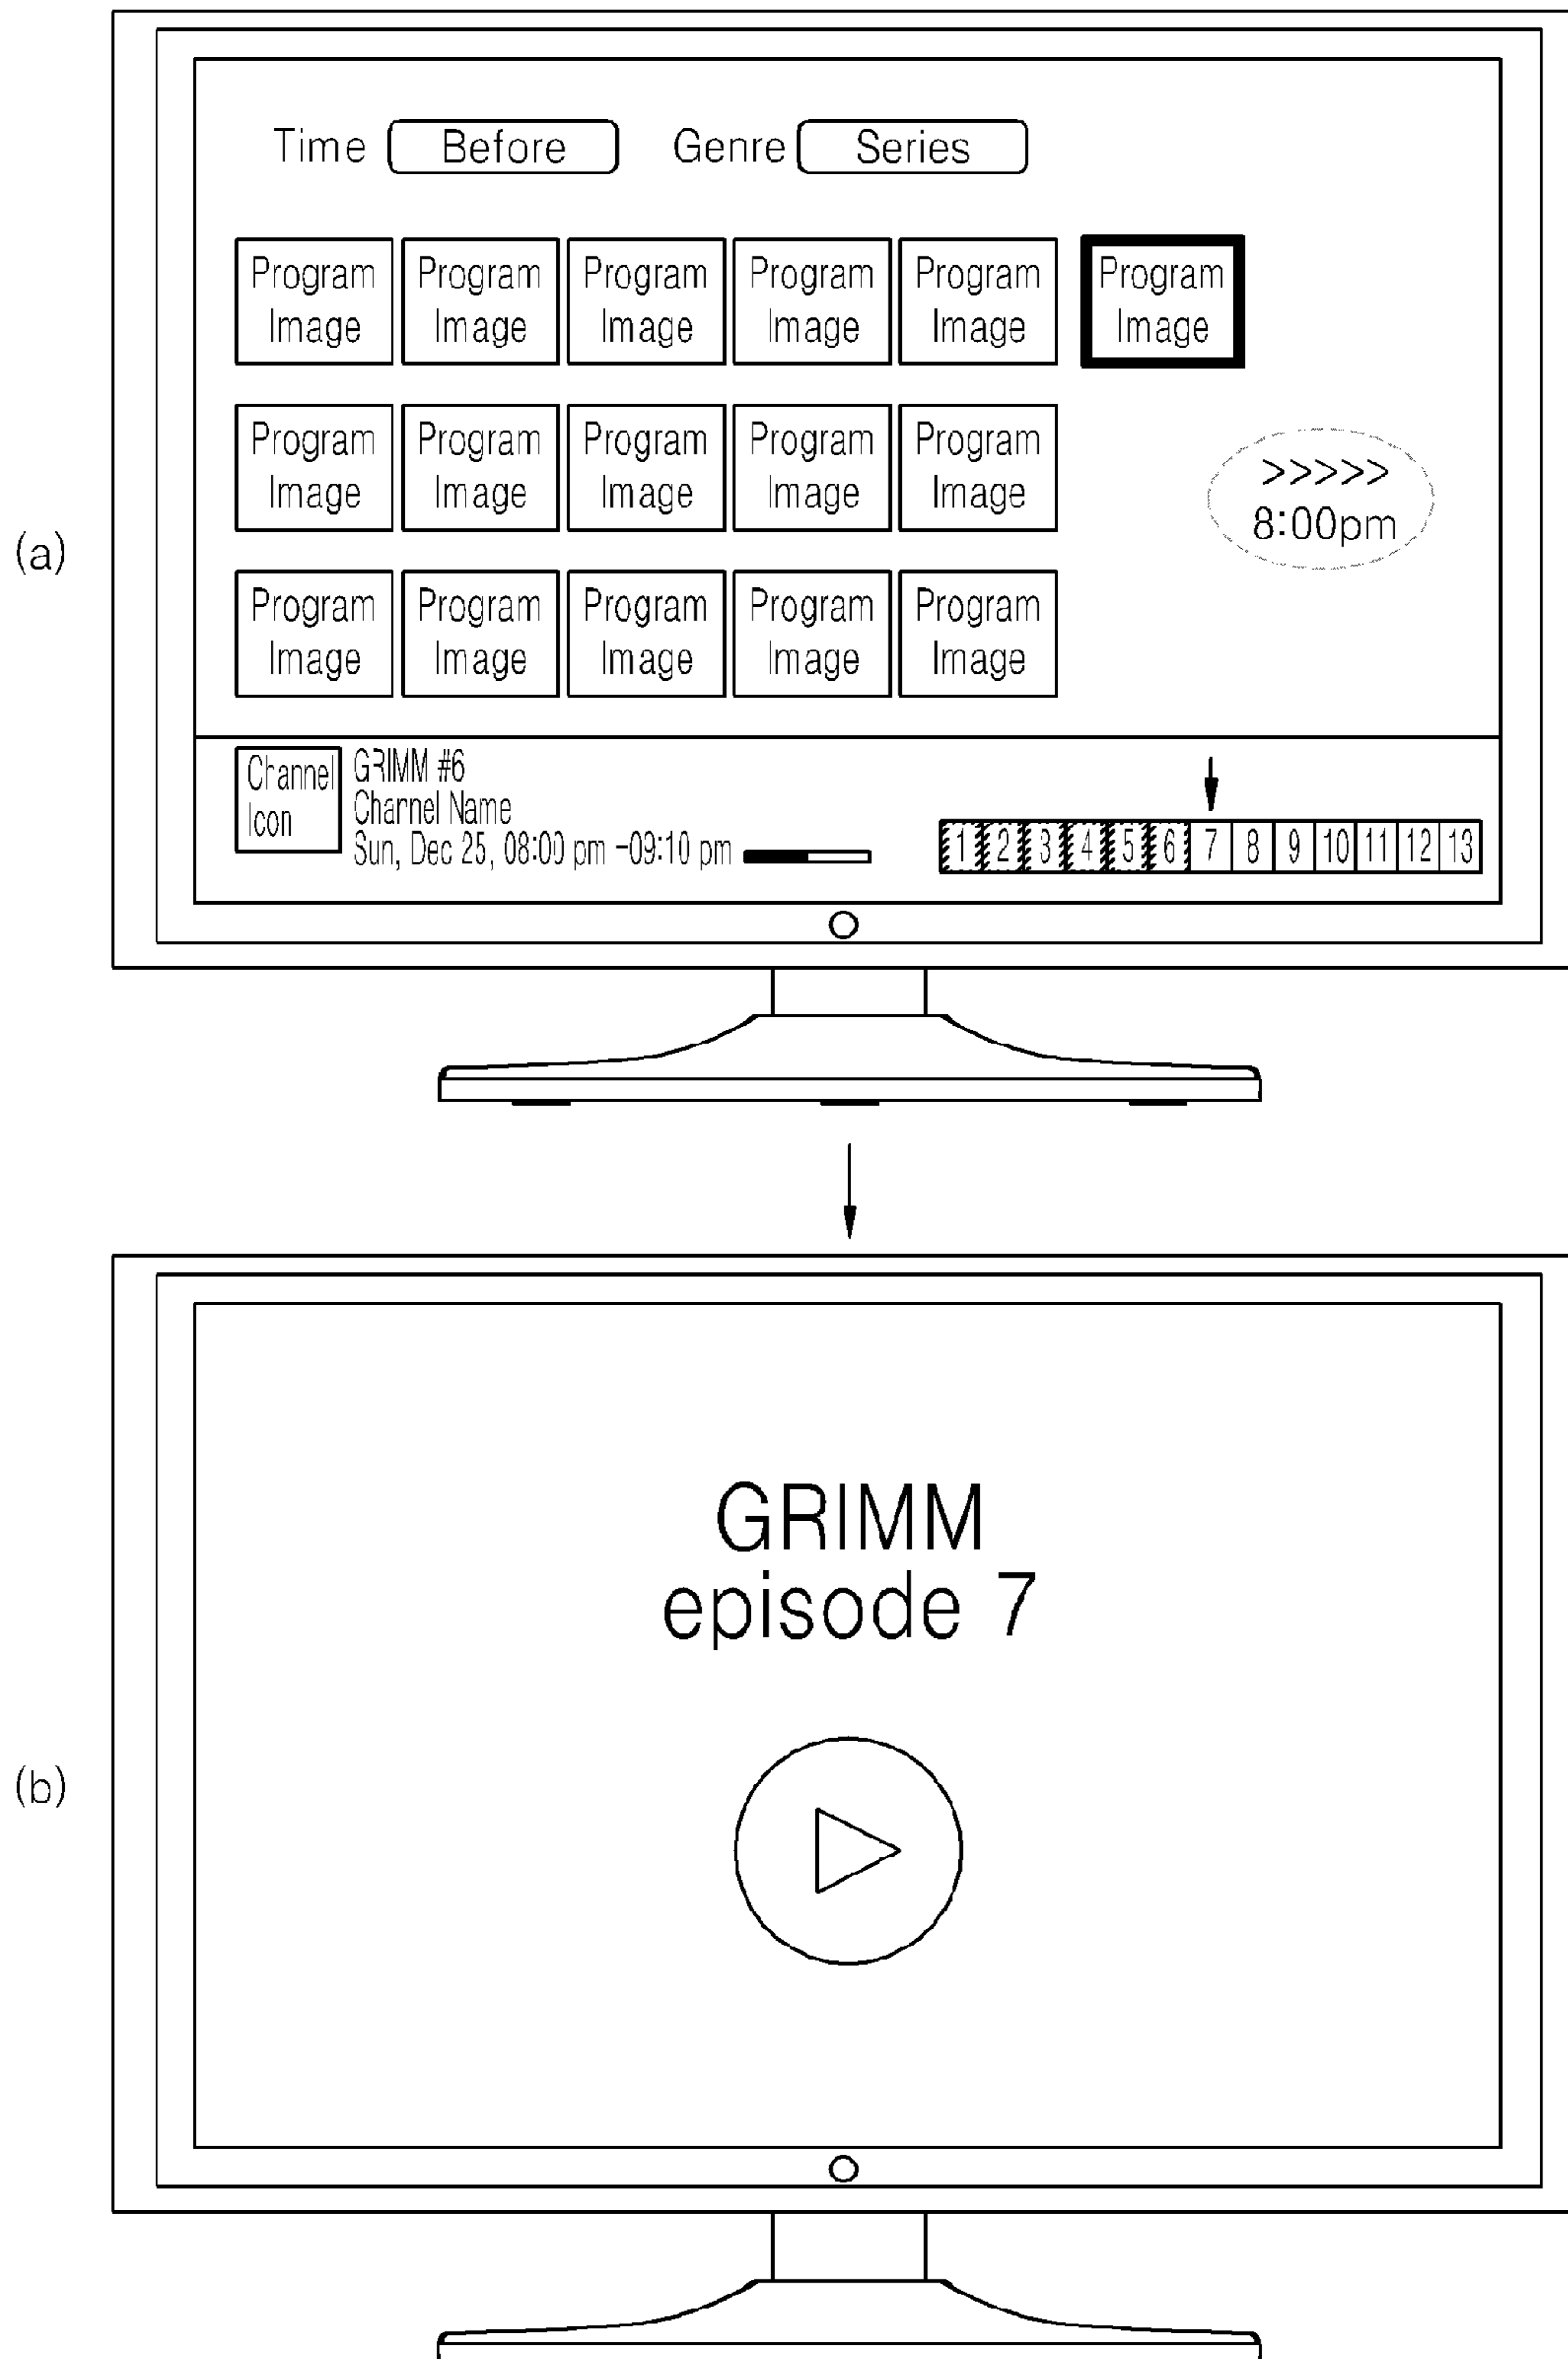 (a)
Time Before Genre Series
Program Program Program Program Program Program
Image Image Image Image Image Image
Program Program Program Program Program
Image Image Image Image Image
>>>>>
8:00pm
Program Program Program Program Program
Image Image Image Image Image
Channel
Icon
GRIMM #6
Channel Name
Sun, Dec 25, 08:00 pm -09:10 pm
1 2 3 4 5 6 7 8 9 10 11 12 13
(b)
GRIMM
episode 7